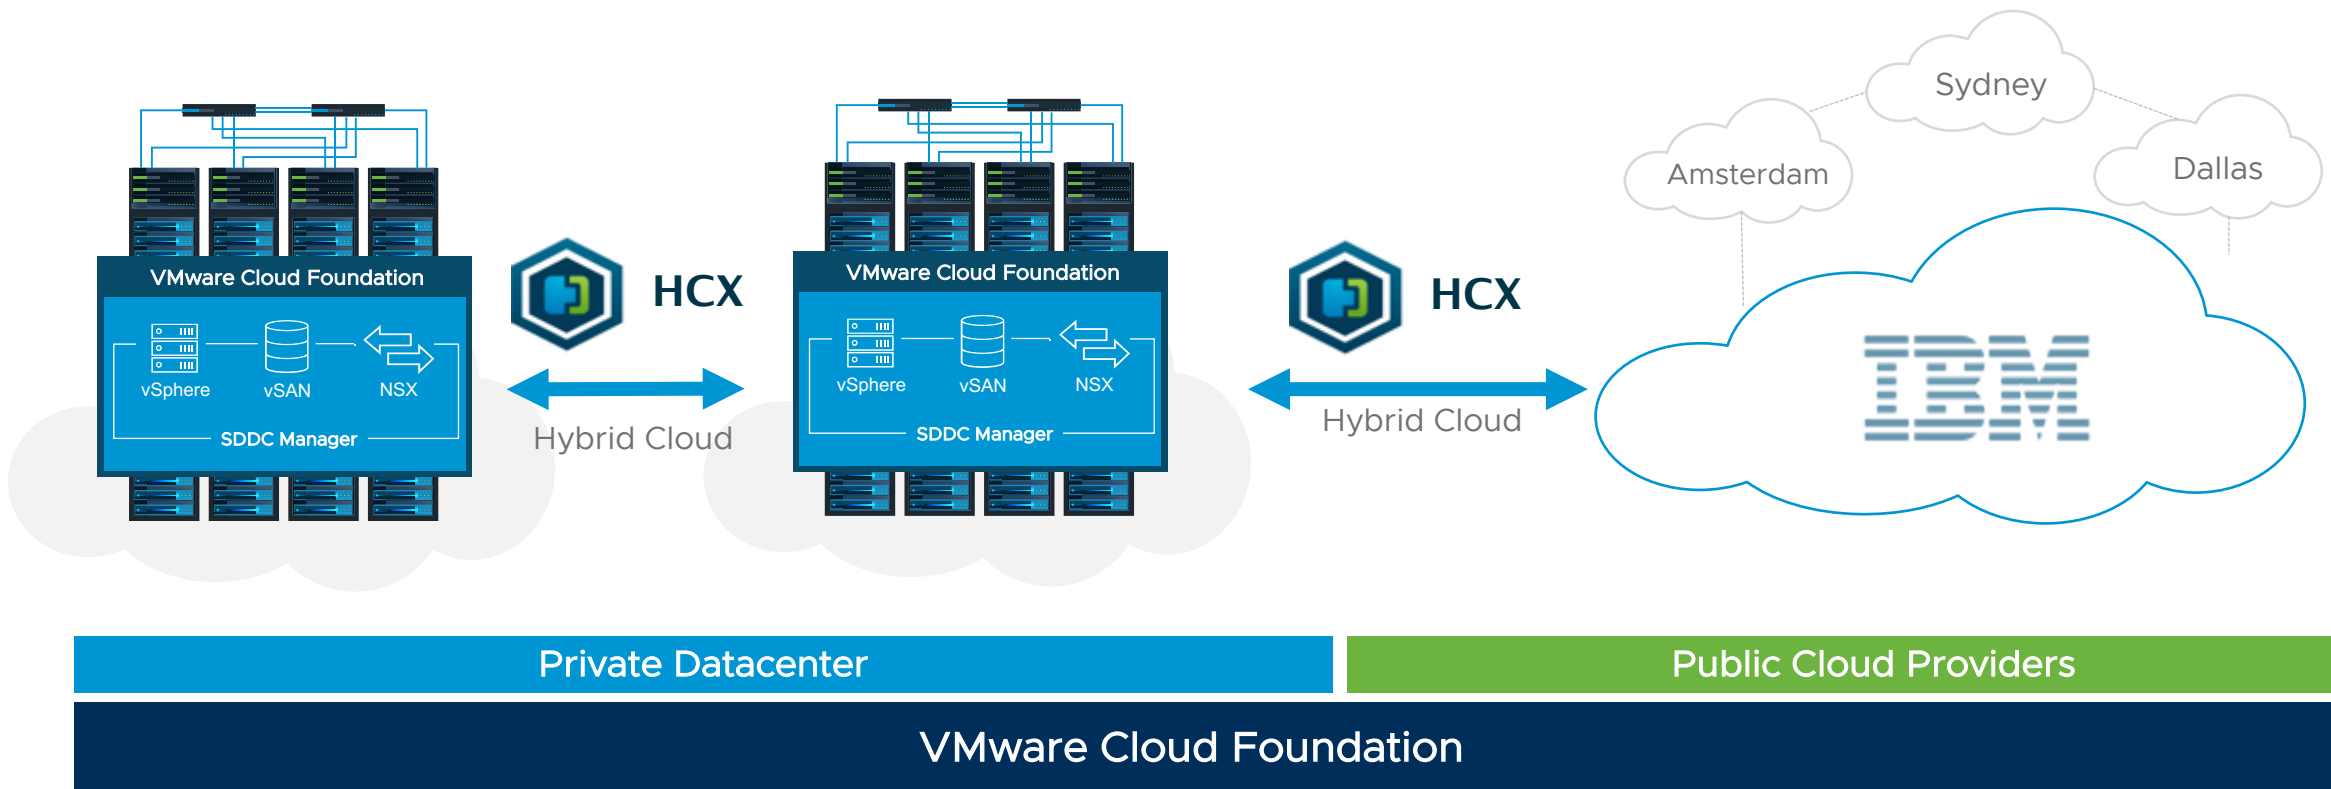 VMware Cloud Foundation
vSphere
vSAN
NSX
SDDC Manager
HCX
Hybrid Cloud
VMware Cloud Foundation
vSphere
vSAN
NSX
SDDC Manager
HCX
Hybrid Cloud
Sydney
Amsterdam
Dallas
IBM
Private Datacenter
Public Cloud Providers
VMware Cloud Foundation